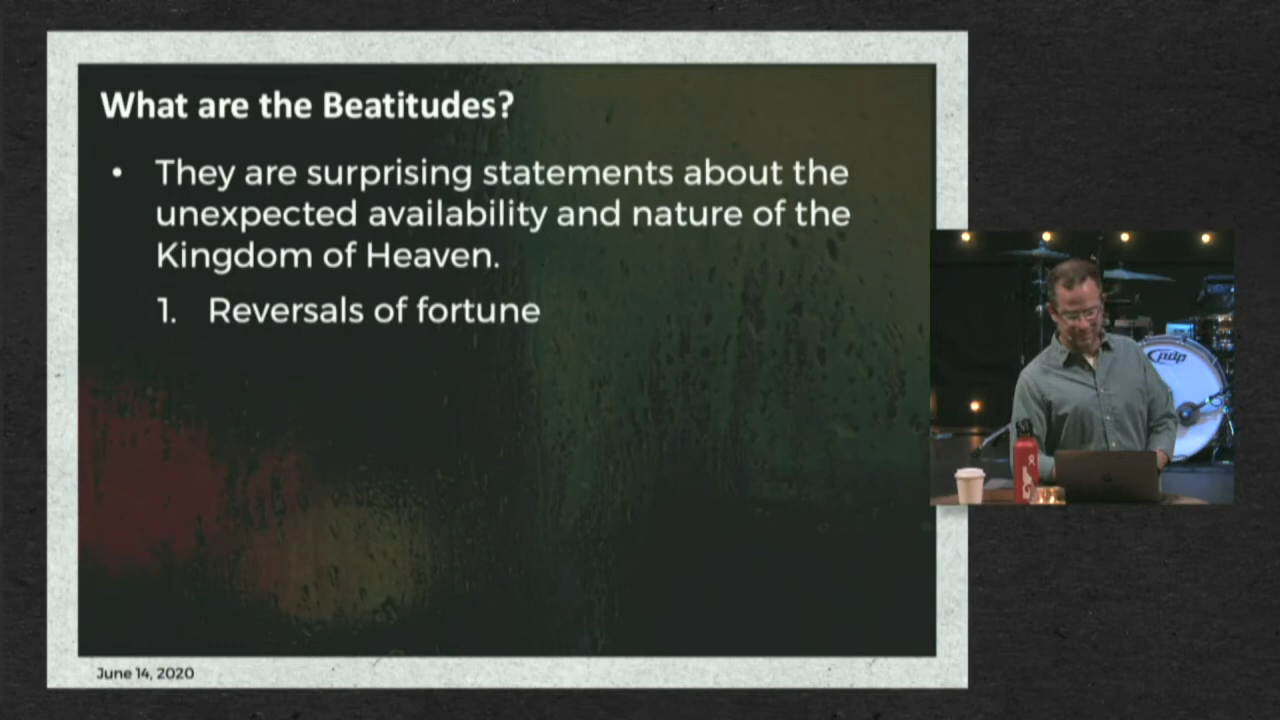 What are the Beatitudes?
• They are surprising statements about the
unexpected availability and nature of the
Kingdom of Heaven.
1. Reversals of fortune
pdp
June 14, 2020